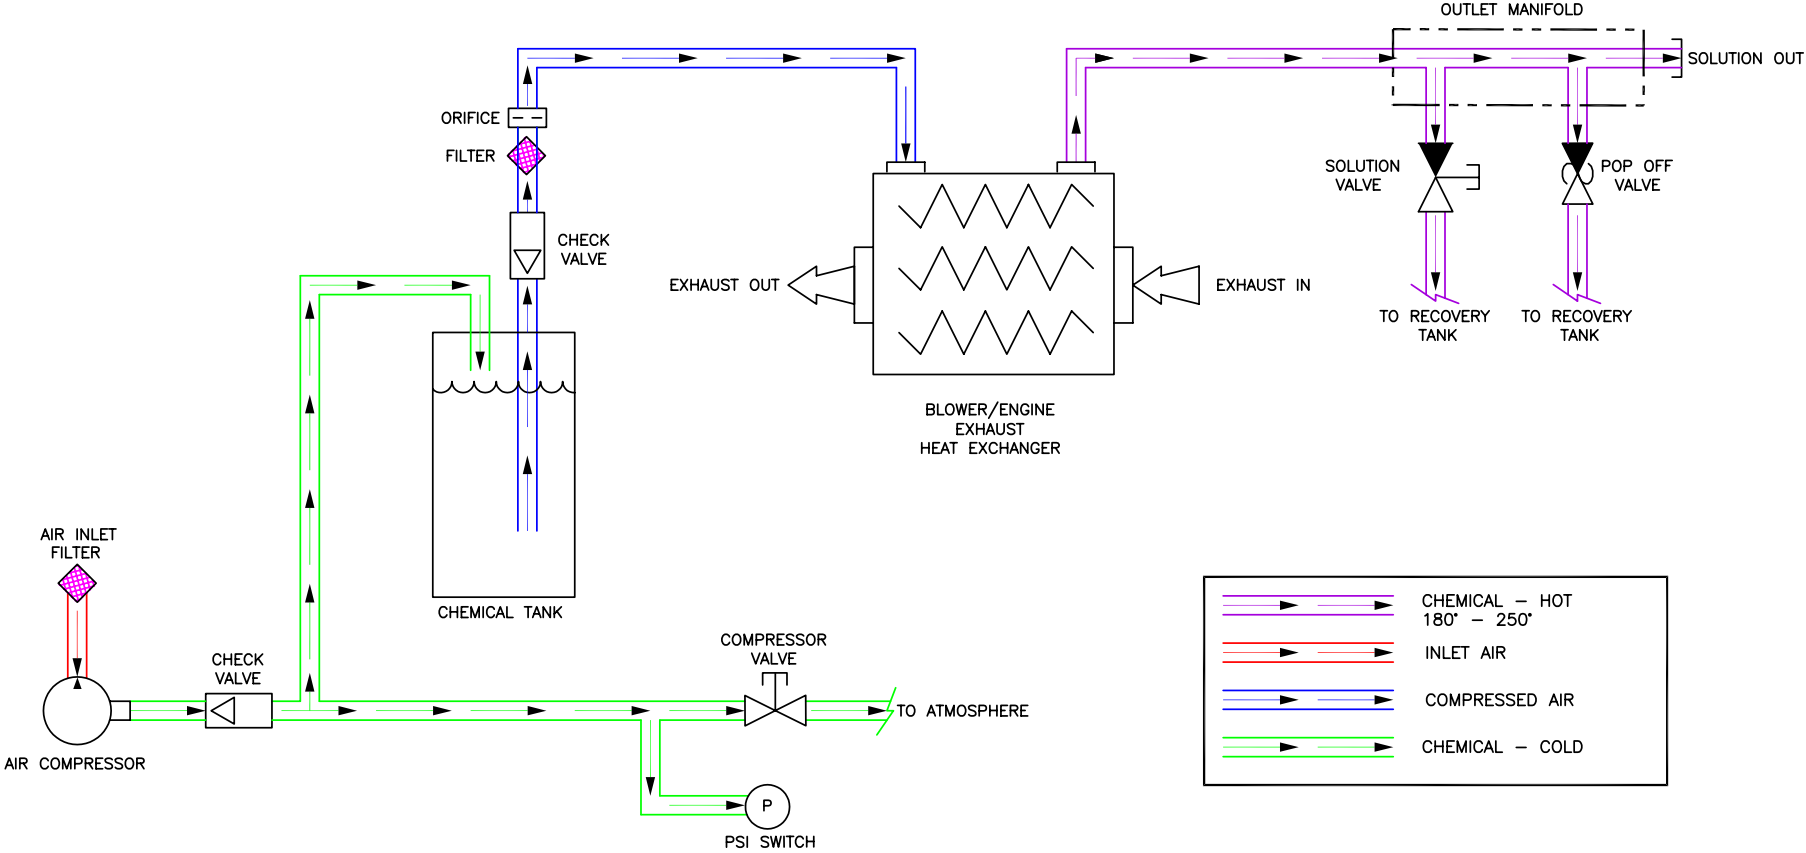 OUTLET MANIFOLD
SOLUTION OUT
ORIFICE
FILTER
SOLUTION
VALVE
POP OFF
VALVE
CHECK
VALVE
EXHAUST OUT
EXHAUST IN
TO RECOVERY
TANK
TO RECOVERY
TANK
BLOWER/ENGINE
EXHAUST
HEAT EXCHANGER
AIR INLET
FILTER
CHEMICAL TANK
CHECK
VALVE
COMPRESSOR
VALVE
TO ATMOSPHERE
AIR COMPRESSOR
P
PSI SWITCH
CHEMICAL – HOT
180° – 250°
INLET AIR
COMPRESSED AIR
CHEMICAL – COLD